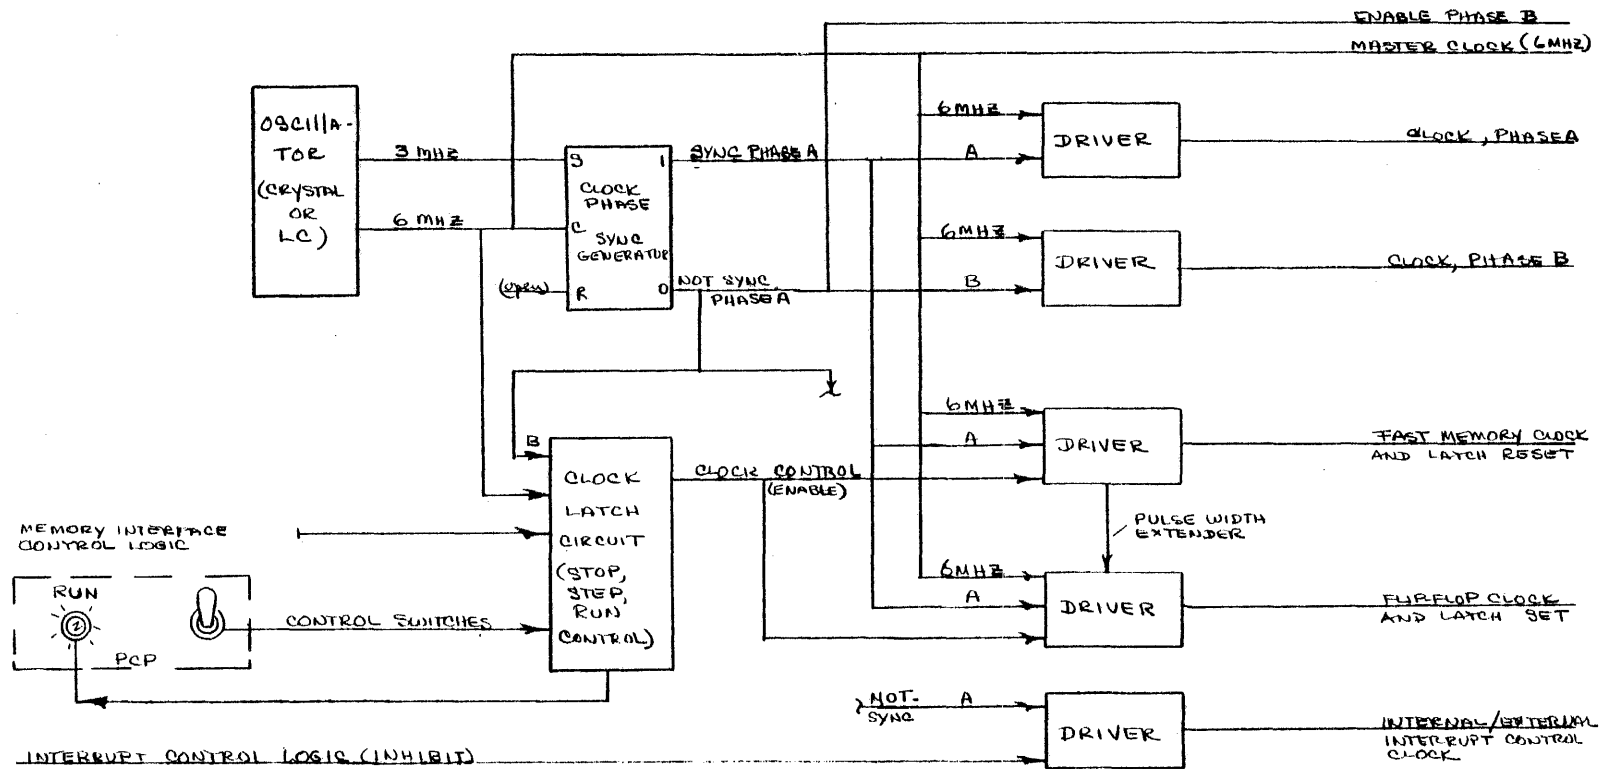 ENABLE PHASE B
MASTER CLOCK (6MHZ)
OSCILLA-
TOR
(CRYSTAL
OR
LC)
3 MHZ
6 MHZ
(open)
S
1
CLOCK
PHASE
C
SYNC
GENERATOR
R
0
SYNC PHASE A
NOT SYNC
PHASE A
6MHZ
A
DRIVER
CLOCK, PHASE A
6MHZ
B
DRIVER
CLOCK, PHASE B
6MHZ
A
DRIVER
FAST MEMORY CLOCK
AND LATCH RESET
B
CLOCK
LATCH
CIRCUIT
(STOP,
STEP,
RUN
CONTROL)
CLOCK CONTROL
(ENABLE)
PULSE WIDTH
EXTENDER
MEMORY INTERFACE
CONTROL LOGIC
RUN
2
PCP
CONTROL SWITCHES
6MHZ
A
DRIVER
FLIPFLOP CLOCK
AND LATCH SET
NOT-
SYNC
A
DRIVER
INTERNAL/EXTERNAL
INTERRUPT CONTROL
CLOCK
INTERRUPT CONTROL LOGIC (INHIBIT)